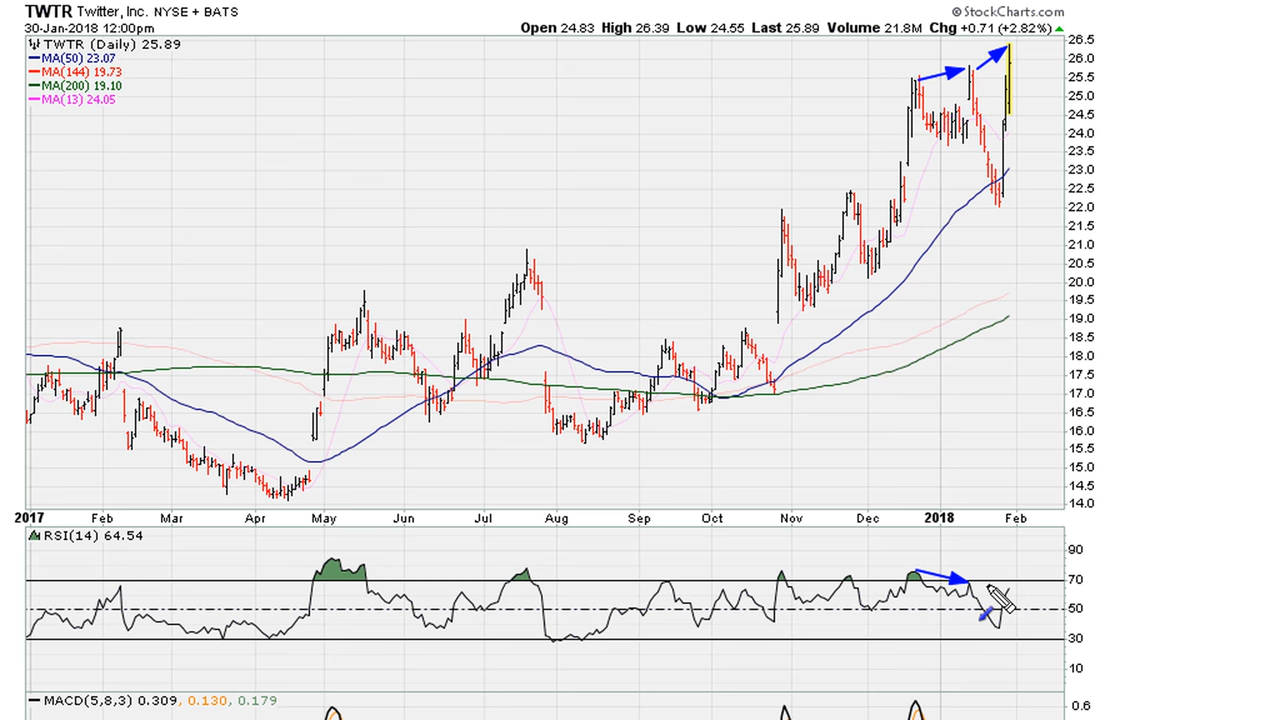 TWTR Twitter, Inc. NYSE + BATS
© StockCharts.com
30-Jan-2018 12:00pm
Open 24.83 High 26.39 Low 24.55 Last 25.89 Volume 21.8M Chg +0.71 (+2.82%)
TWTR (Daily) 25.89
MA(50) 23.07
MA(144) 19.73
MA(200) 19.10
MA(13) 24.05
26.5
26.0
25.5
25.0
24.5
24.0
23.5
23.0
22.5
22.0
21.5
21.0
20.5
20.0
19.5
19.0
18.5
18.0
17.5
17.0
16.5
16.0
15.5
15.0
14.5
14.0
2017 Feb Mar Apr May Jun Jul Aug Sep Oct Nov Dec 2018 Feb
RSI(14) 64.54
90
70
50
30
10
MACD(5,8,3) 0.309, 0.130, 0.179
0.6